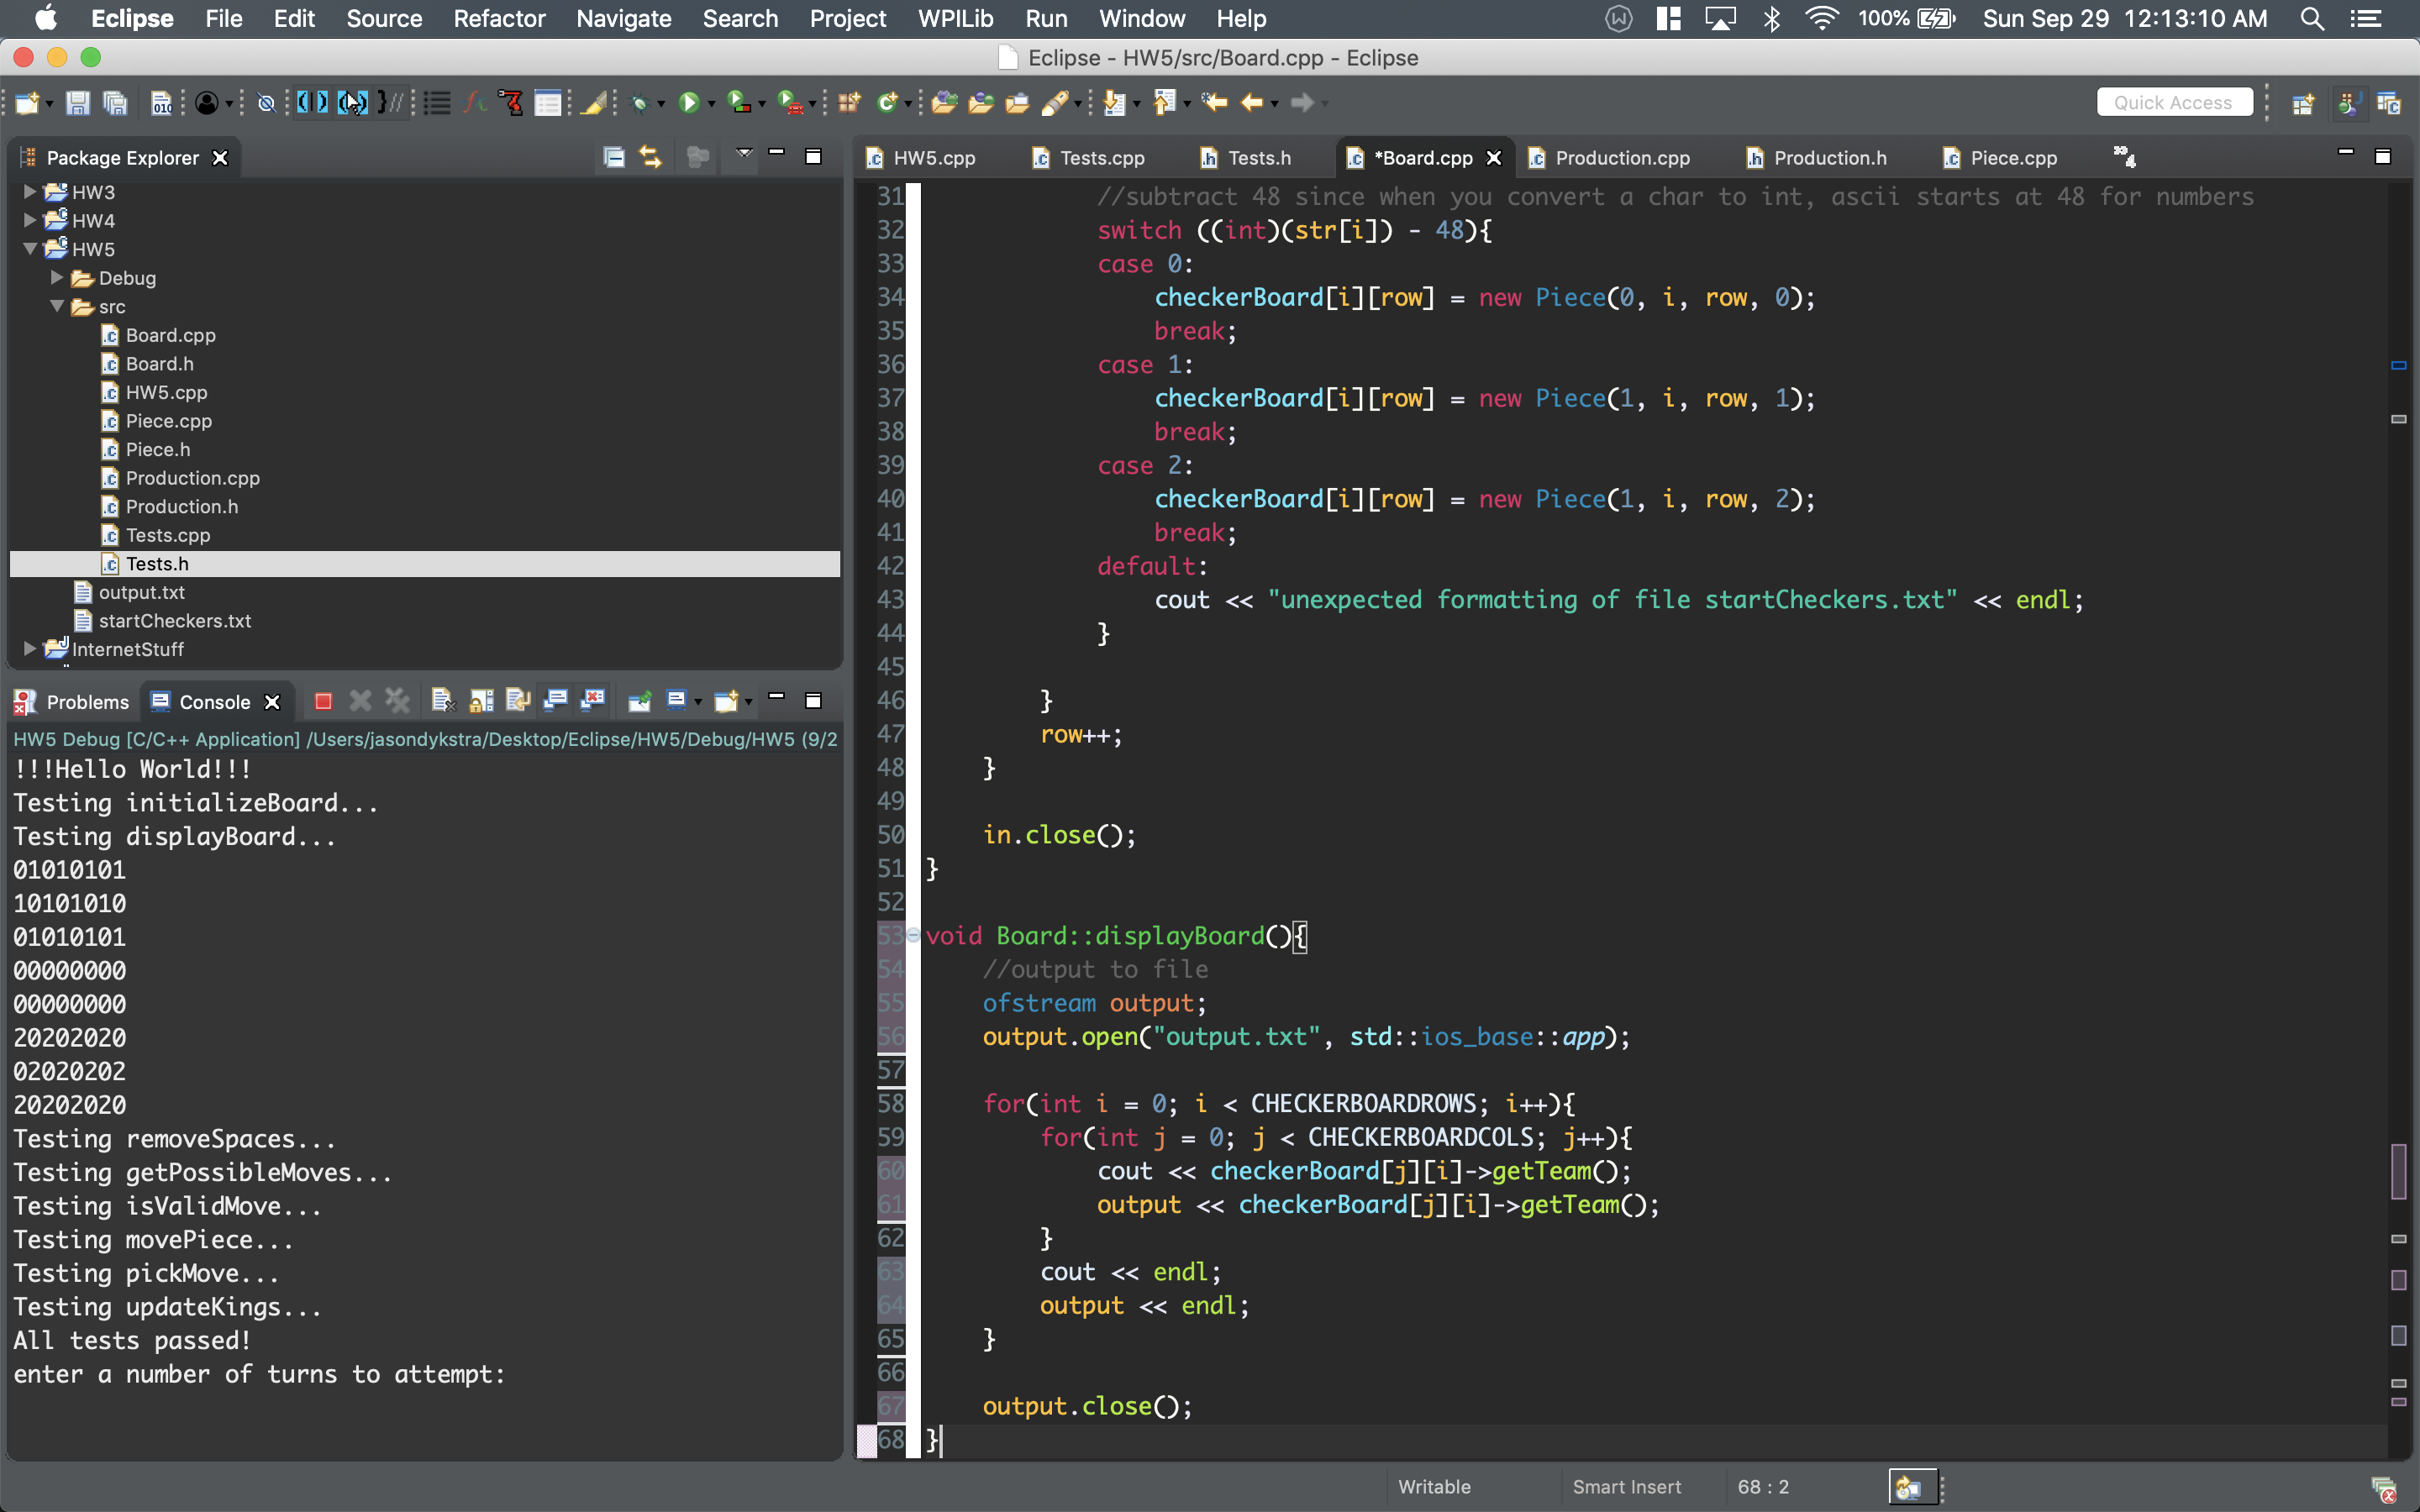 Eclipse File Edit Source Refactor Navigate Search Project WPILib Run Window Help 100% Sun Sep 29 12:13:10 AM
Eclipse - HW5/src/Board.cpp - Eclipse
Quick Access
Package Explorer
HW3
HW4
HW5
Debug
src
Board.cpp
Board.h
HW5.cpp
Piece.cpp
Piece.h
Production.cpp
Production.h
Tests.cpp
Tests.h
output.txt
startCheckers.txt
InternetStuff
Problems Console
HW5 Debug [C/C++ Application] /Users/jasondykstra/Desktop/Eclipse/HW5/Debug/HW5 (9/2
!!!Hello World!!!
Testing initializeBoard...
Testing displayBoard...
01010101
10101010
01010101
00000000
00000000
20202020
02020202
20202020
Testing removeSpaces...
Testing getPossibleMoves...
Testing isValidMove...
Testing movePiece...
Testing pickMove...
Testing updateKings...
All tests passed!
enter a number of turns to attempt:
HW5.cpp Tests.cpp Tests.h *Board.cpp Production.cpp Production.h Piece.cpp »4
31 //subtract 48 since when you convert a char to int, ascii starts at 48 for numbers
32 switch ((int)(str[i]) - 48){
33 case 0:
34 checkerBoard[i][row] = new Piece(0, i, row, 0);
35 break;
36 case 1:
37 checkerBoard[i][row] = new Piece(1, i, row, 1);
38 break;
39 case 2:
40 checkerBoard[i][row] = new Piece(1, i, row, 2);
41 break;
42 default:
43 cout << "unexpected formatting of file startCheckers.txt" << endl;
44 }
45
46 }
47 row++;
48 }
49
50 in.close();
51 }
52
53 void Board::displayBoard(){
54 //output to file
55 ofstream output;
56 output.open("output.txt", std::ios_base::app);
57
58 for(int i = 0; i < CHECKERBOARDROWS; i++){
59 for(int j = 0; j < CHECKERBOARDCOLS; j++){
60 cout << checkerBoard[j][i]->getTeam();
61 output << checkerBoard[j][i]->getTeam();
62 }
63 cout << endl;
64 output << endl;
65 }
66
67 output.close();
68 }
Writable Smart Insert 68 : 2